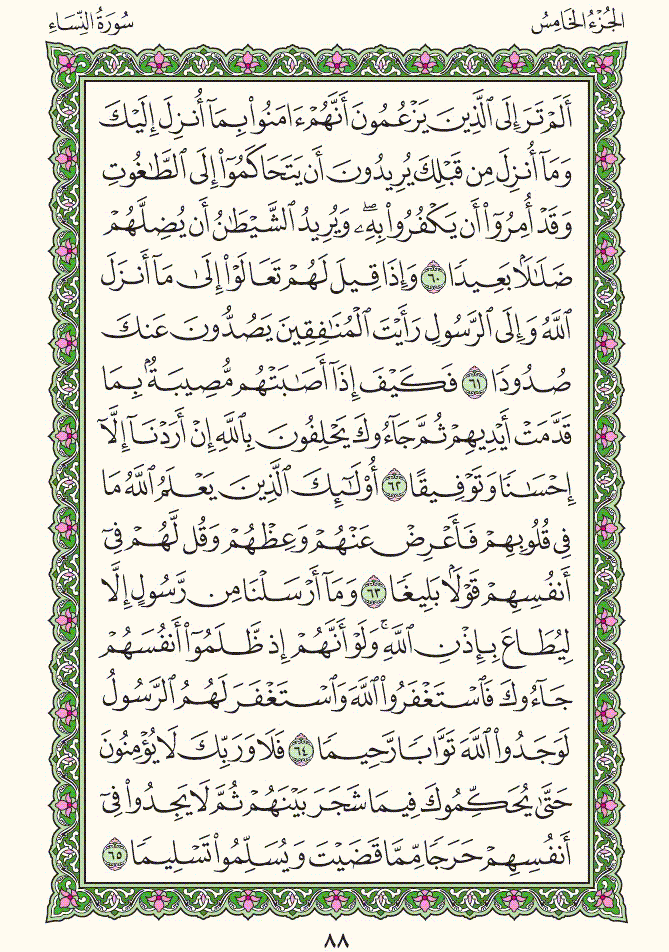 الجُزْءُ الخَامِسُ
سُورَةُ النِّسَاءِ
أَلَمْ تَرَ إِلَى ٱلَّذِينَ يَزْعُمُونَ أَنَّهُمْ ءَامَنُوا۟ بِمَآ أُنزِلَ إِلَيْكَ
وَمَآ أُنزِلَ مِن قَبْلِكَ يُرِيدُونَ أَن يَتَحَاكَمُوٓا۟ إِلَى ٱلطَّٰغُوتِ
وَقَدْ أُمِرُوٓا۟ أَن يَكْفُرُوا۟ بِهِۦۖ وَيُرِيدُ ٱلشَّيْطَٰنُ أَن يُضِلَّهُمْ
ضَلَٰلًۢا بَعِيدًا ٦٠ وَإِذَا قِيلَ لَهُمْ تَعَالَوْا۟ إِلَىٰ مَآ أَنزَلَ
ٱللَّهُ وَإِلَى ٱلرَّسُولِ رَأَيْتَ ٱلْمُنَٰفِقِينَ يَصُدُّونَ عَنكَ
صُدُودًا ٦١ فَكَيْفَ إِذَآ أَصَٰبَتْهُم مُّصِيبَةٌۢ بِمَا
قَدَّمَتْ أَيْدِيهِمْ ثُمَّ جَآءُوكَ يَحْلِفُونَ بِٱللَّهِ إِنْ أَرَدْنَآ إِلَّآ
إِحْسَٰنًا وَتَوْفِيقًا ٦٢ أُو۟لَٰٓئِكَ ٱلَّذِينَ يَعْلَمُ ٱللَّهُ مَا
فِى قُلُوبِهِمْ فَأَعْرِضْ عَنْهُمْ وَعِظْهُمْ وَقُل لَّهُمْ فِىٓ
أَنفُسِهِمْ قَوْلًۢا بَلِيغًا ٦٣ وَمَآ أَرْسَلْنَا مِن رَّسُولٍ إِلَّا
لِيُطَاعَ بِإِذْنِ ٱللَّهِۚ وَلَوْ أَنَّهُمْ إِذ ظَّلَمُوٓا۟ أَنفُسَهُمْ
جَآءُوكَ فَٱسْتَغْفَرُوا۟ ٱللَّهَ وَٱسْتَغْفَرَ لَهُمُ ٱلرَّسُولُ
لَوَجَدُوا۟ ٱللَّهَ تَوَّابًا رَّحِيمًا ٦٤ فَلَا وَرَبِّكَ لَا يُؤْمِنُونَ
حَتَّىٰ يُحَكِّمُوكَ فِيمَا شَجَرَ بَيْنَهُمْ ثُمَّ لَا يَجِدُوا۟ فِىٓ
أَنفُسِهِمْ حَرَجًا مِّمَّا قَضَيْتَ وَيُسَلِّمُوا۟ تَسْلِيمًا ٦٥
٨٨